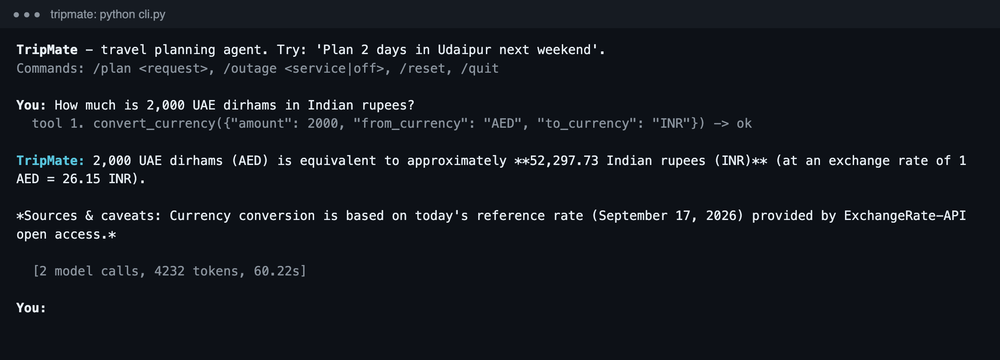 tripmate: python cli.py
TripMate – travel planning agent. Try: 'Plan 2 days in Udaipur next weekend'.
Commands: /plan <request>, /outage <service|off>, /reset, /quit
You: How much is 2,000 UAE dirhams in Indian rupees?
tool 1. convert_currency({"amount": 2000, "from_currency": "AED", "to_currency": "INR"}) -> ok
TripMate: 2,000 UAE dirhams (AED) is equivalent to approximately **52,297.73 Indian rupees (INR)** (at an exchange rate of 1
AED = 26.15 INR).
*Sources & caveats: Currency conversion is based on today's reference rate (September 17, 2026) provided by ExchangeRate-API
open access.*
[2 model calls, 4232 tokens, 60.22s]
You: